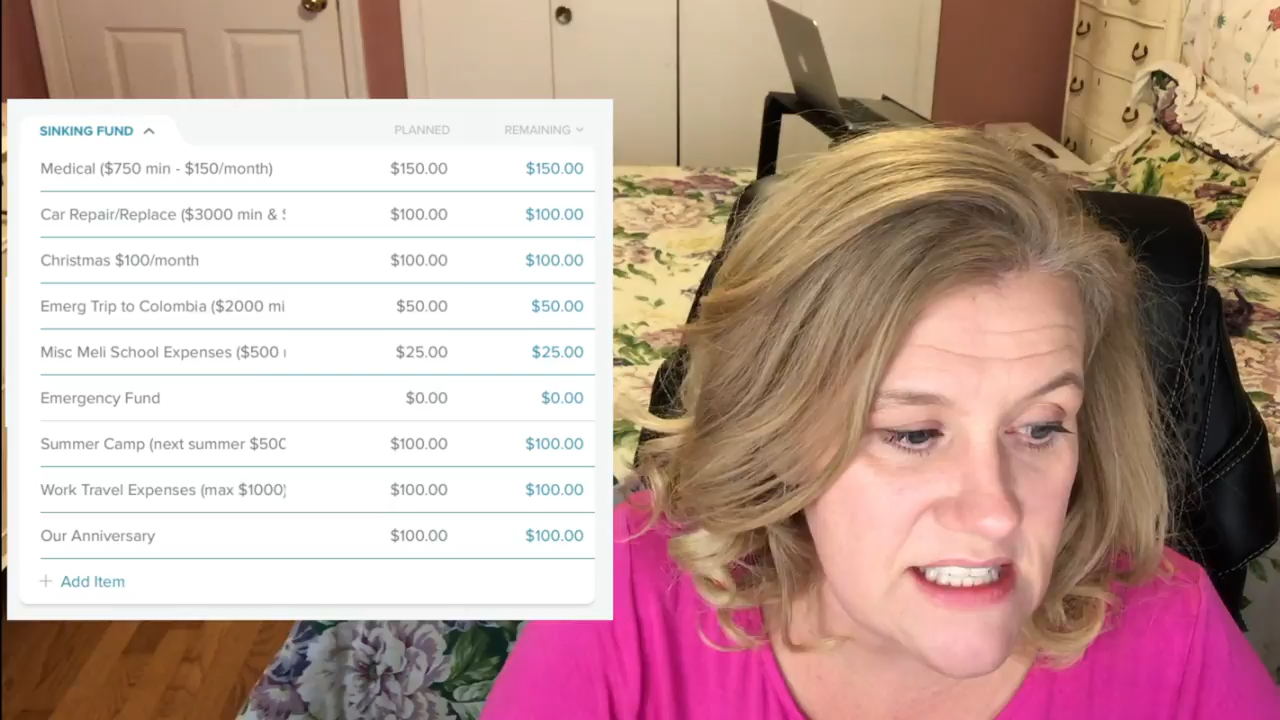 SINKING FUND PLANNED REMAINING
Medical ($750 min - $150/month) $150.00 $150.00
Car Repair/Replace ($3000 min & $100.00 $100.00
Christmas $100/month $100.00 $100.00
Emerg Trip to Colombia ($2000 mi $50.00 $50.00
Misc Meli School Expenses ($500 $25.00 $25.00
Emergency Fund $0.00 $0.00
Summer Camp (next summer $500 $100.00 $100.00
Work Travel Expenses (max $1000) $100.00 $100.00
Our Anniversary $100.00 $100.00
+ Add Item